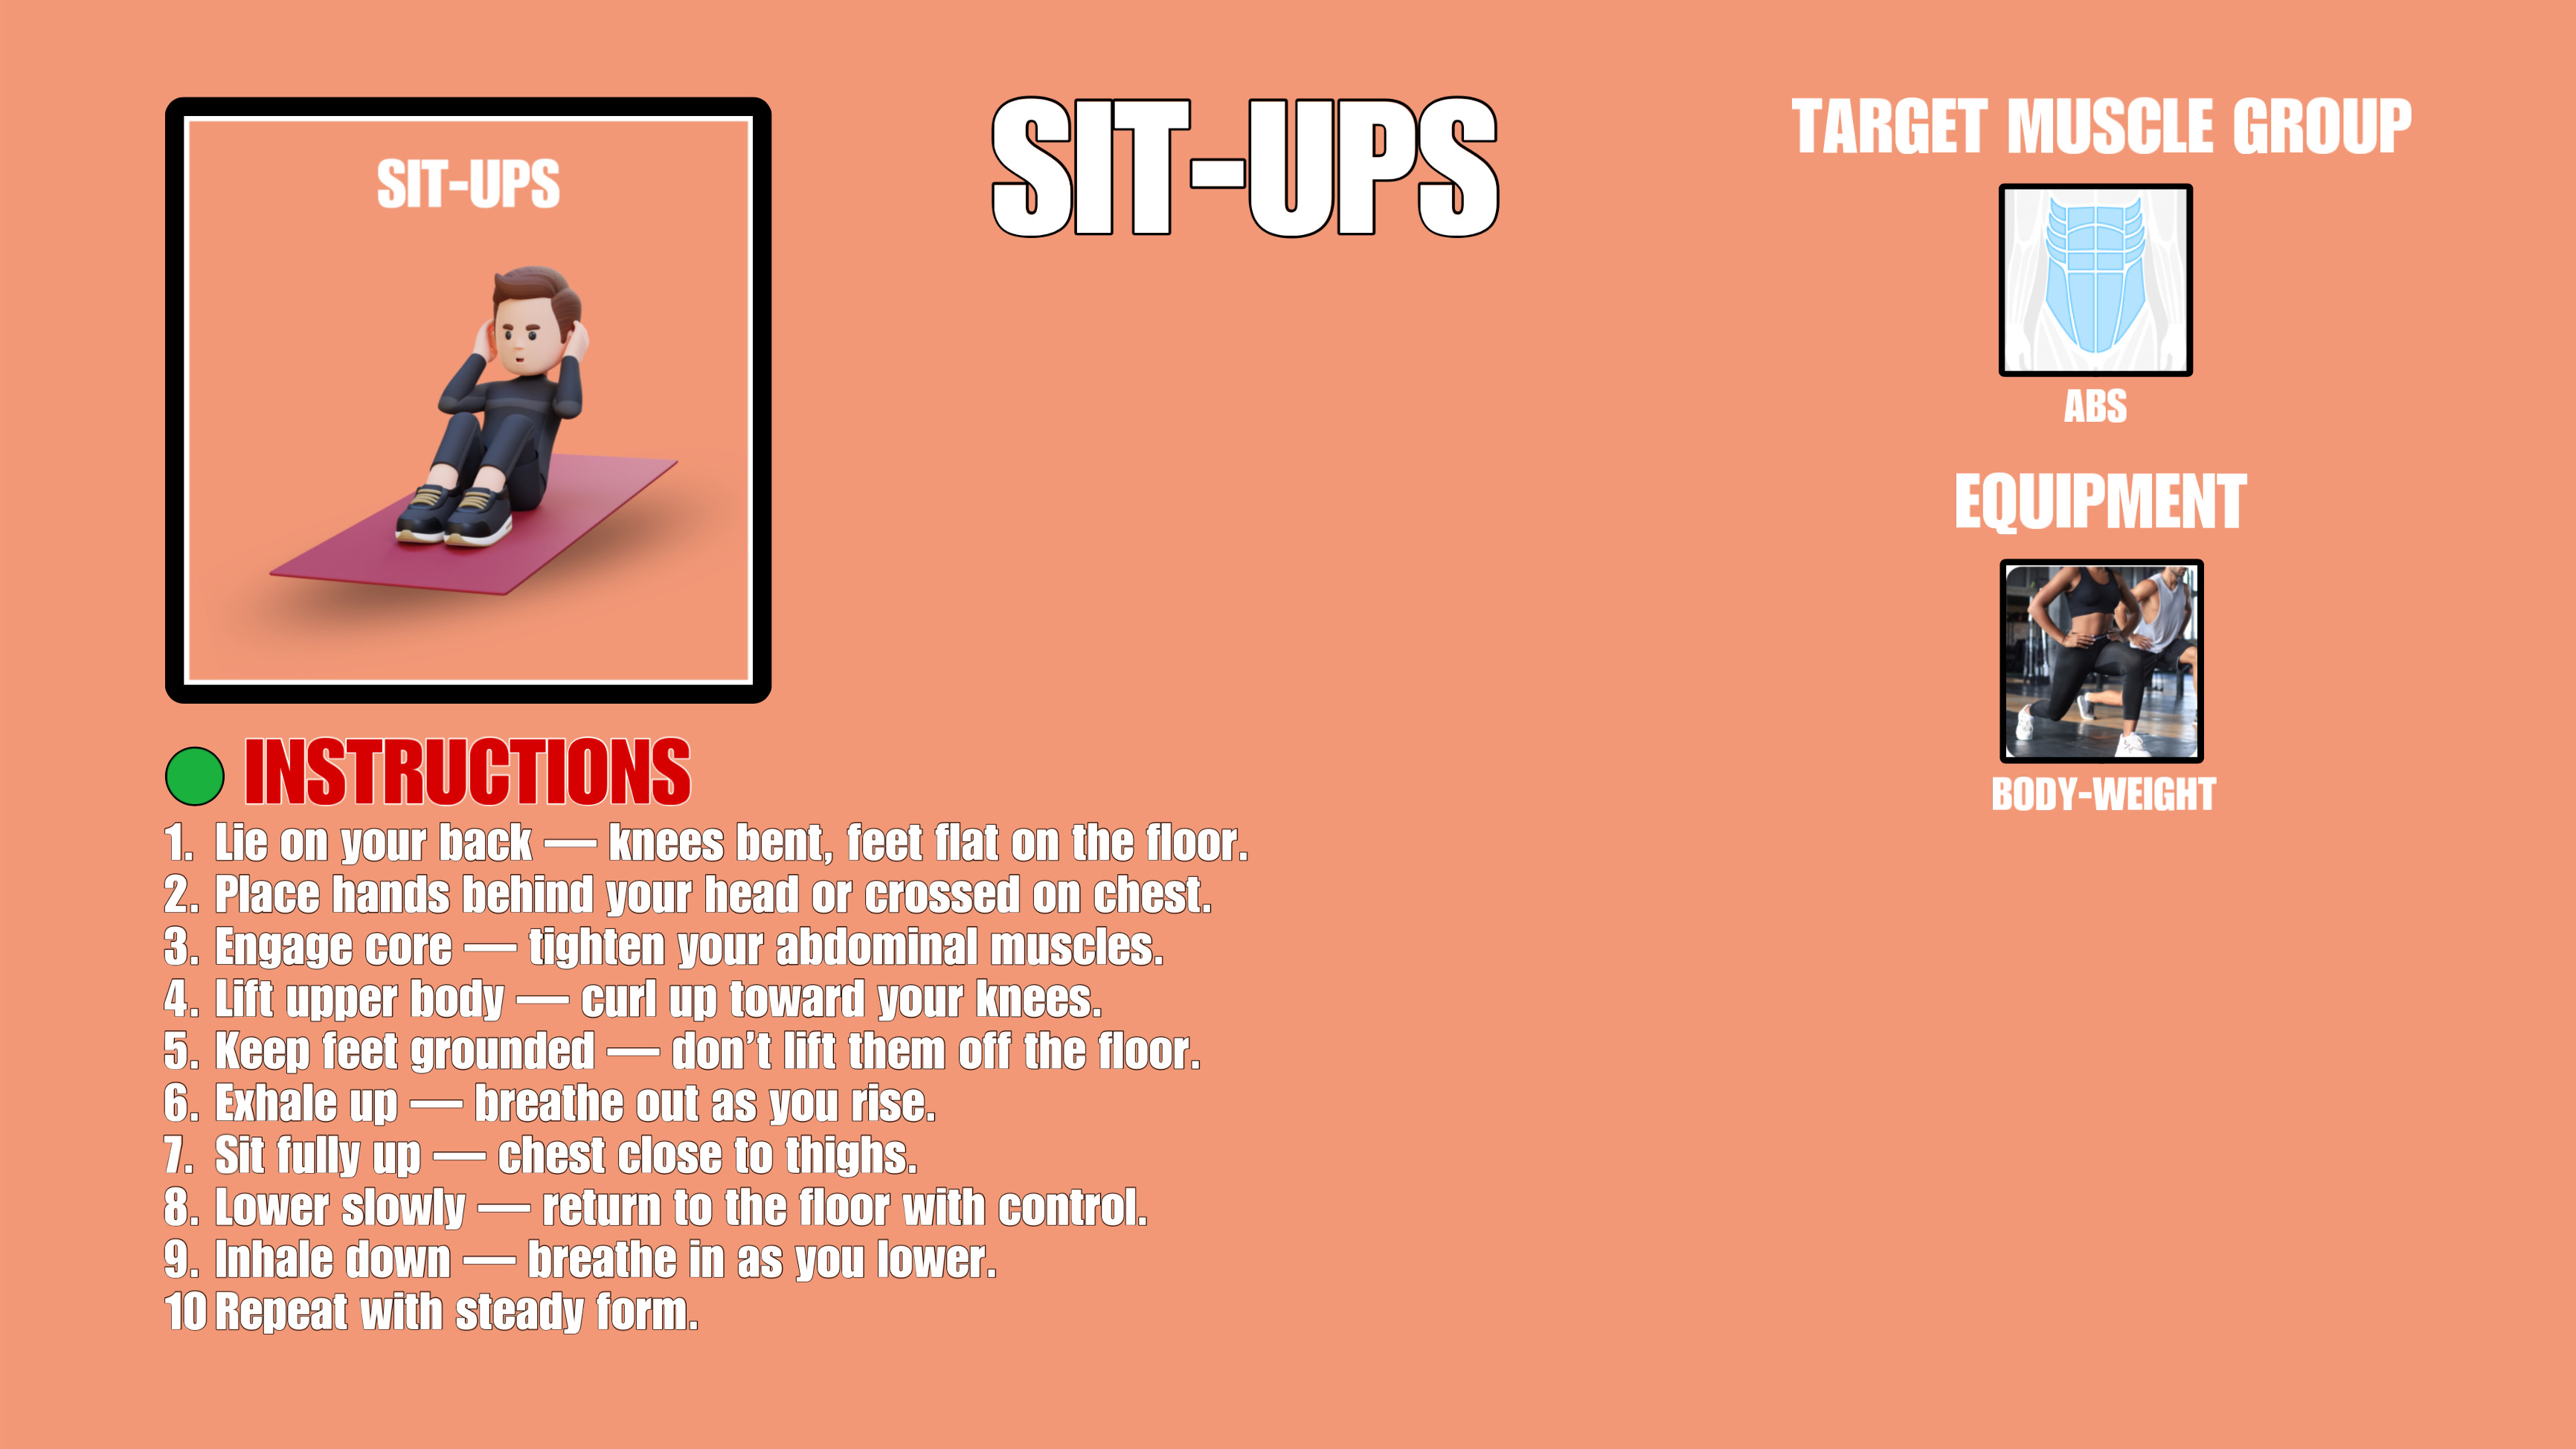 SIT-UPS
SIT-UPS
TARGET MUSCLE GROUP
ABS
EQUIPMENT
BODY-WEIGHT
INSTRUCTIONS
1. Lie on your back — knees bent, feet flat on the floor.
2. Place hands behind your head or crossed on chest.
3. Engage core — tighten your abdominal muscles.
4. Lift upper body — curl up toward your knees.
5. Keep feet grounded — don’t lift them off the floor.
6. Exhale up — breathe out as you rise.
7. Sit fully up — chest close to thighs.
8. Lower slowly — return to the floor with control.
9. Inhale down — breathe in as you lower.
10 Repeat with steady form.